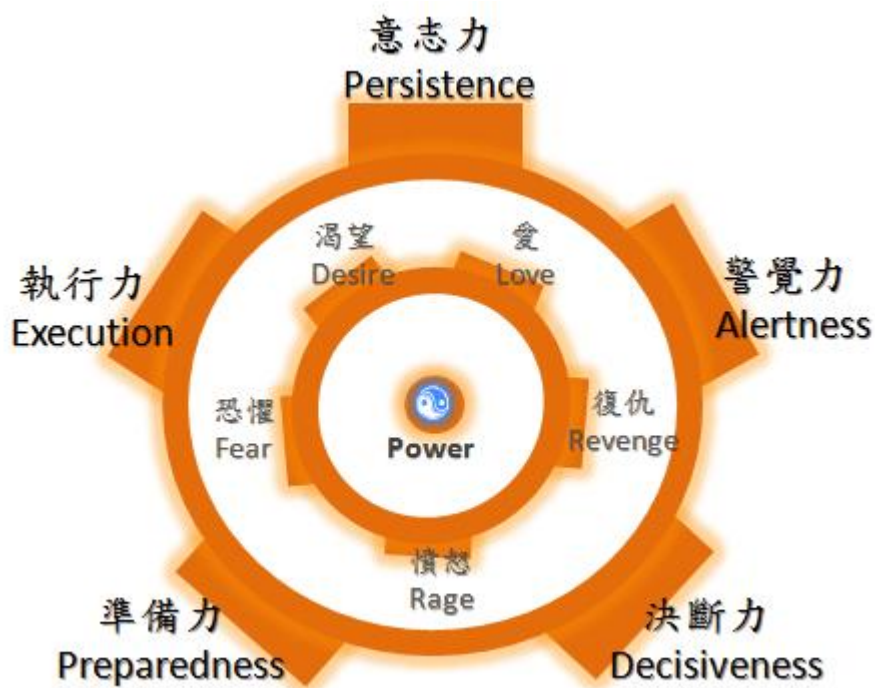 意志力
Persistence
渴望
Desire
愛
Love
執行力
Execution
警覺力
Alertness
恐懼
Fear
復仇
Revenge
Power
憤怒
Rage
準備力
Preparedness
決斷力
Decisiveness